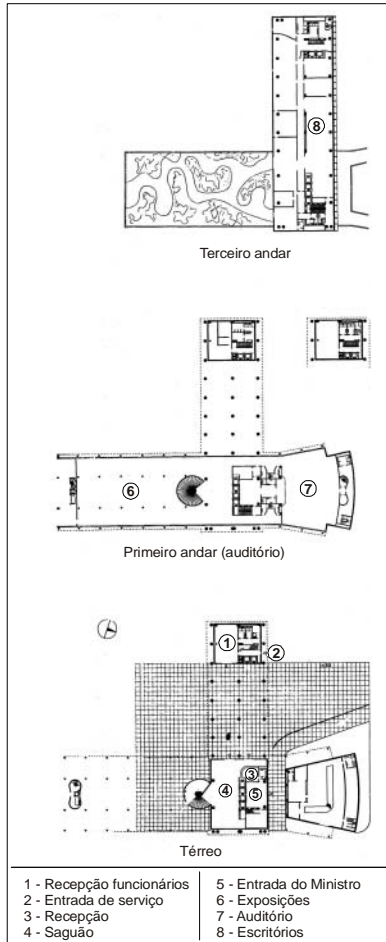 8
Terceiro andar
6
7
Primeiro andar (auditório)
1
2
3
4
5
Térreo
1 - Recepção funcionários
2 - Entrada de serviço
3 - Recepção
4 - Saguão
5 - Entrada do Ministro
6 - Exposições
7 - Auditório
8 - Escritórios